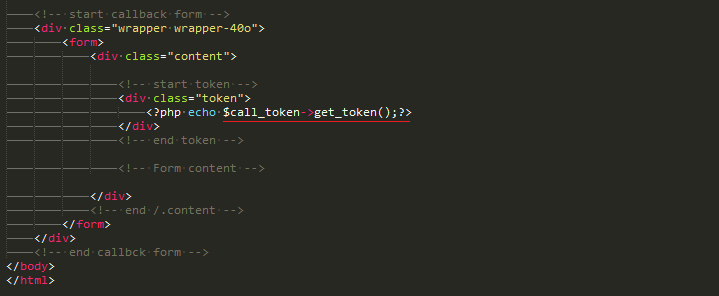 <!-- start callback form -->
<div class="wrapper wrapper-40o">
<form>
<div class="content">
<!-- start token -->
<div class="token">
<?php echo $call_token->get_token();?>
</div>
<!-- end token -->
<!-- Form content -->
</div>
<!-- end /.content -->
</form>
</div>
<!-- end callbck form -->
</body>
</html>